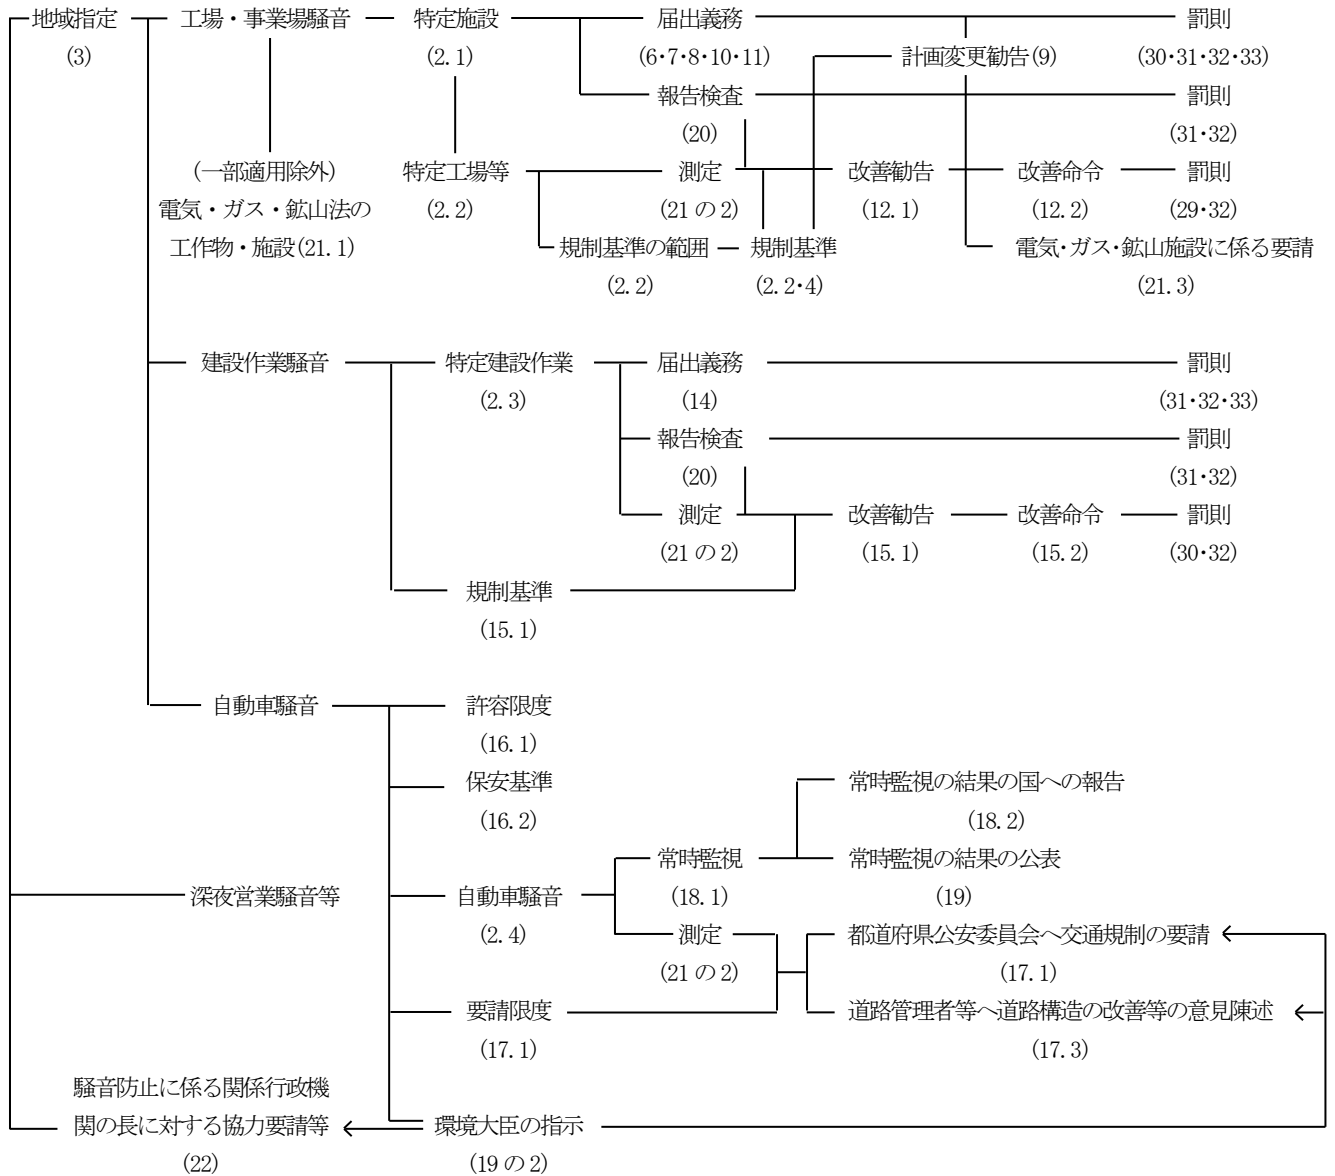 地域指定 工場・事業場騒音 特定施設 届出義務 罰則
(3) (2.1) (6・7・8・10・11) 計画変更勧告(9) (30・31・32・33)
報告検査 罰則
(20) (31・32)
(一部適用除外) 特定工場等 測定 改善勧告 改善命令 罰則
電気・ガス・鉱山法の (2.2) (21の2) (12.1) (12.2) (29・32)
工作物・施設(21.1) 規制基準の範囲 規制基準 電気・ガス・鉱山施設に係る要請
(2.2) (2.2・4) (21.3)
建設作業騒音 特定建設作業 届出義務 罰則
(2.3) (14) (31・32・33)
報告検査 罰則
(20) (31・32)
測定 改善勧告 改善命令 罰則
(21の2) (15.1) (15.2) (30・32)
規制基準
(15.1)
自動車騒音 許容限度
(16.1)
保安基準 常時監視の結果の国への報告
(16.2) (18.2)
常時監視 常時監視の結果の公表
深夜営業騒音等 自動車騒音 (18.1) (19)
(2.4) 測定 都道府県公安委員会へ交通規制の要請
(21の2) (17.1)
要請限度 道路管理者等へ道路構造の改善等の意見陳述
(17.1) (17.3)
騒音防止に係る関係行政機
関の長に対する協力要請等 環境大臣の指示
(22) (19の2)